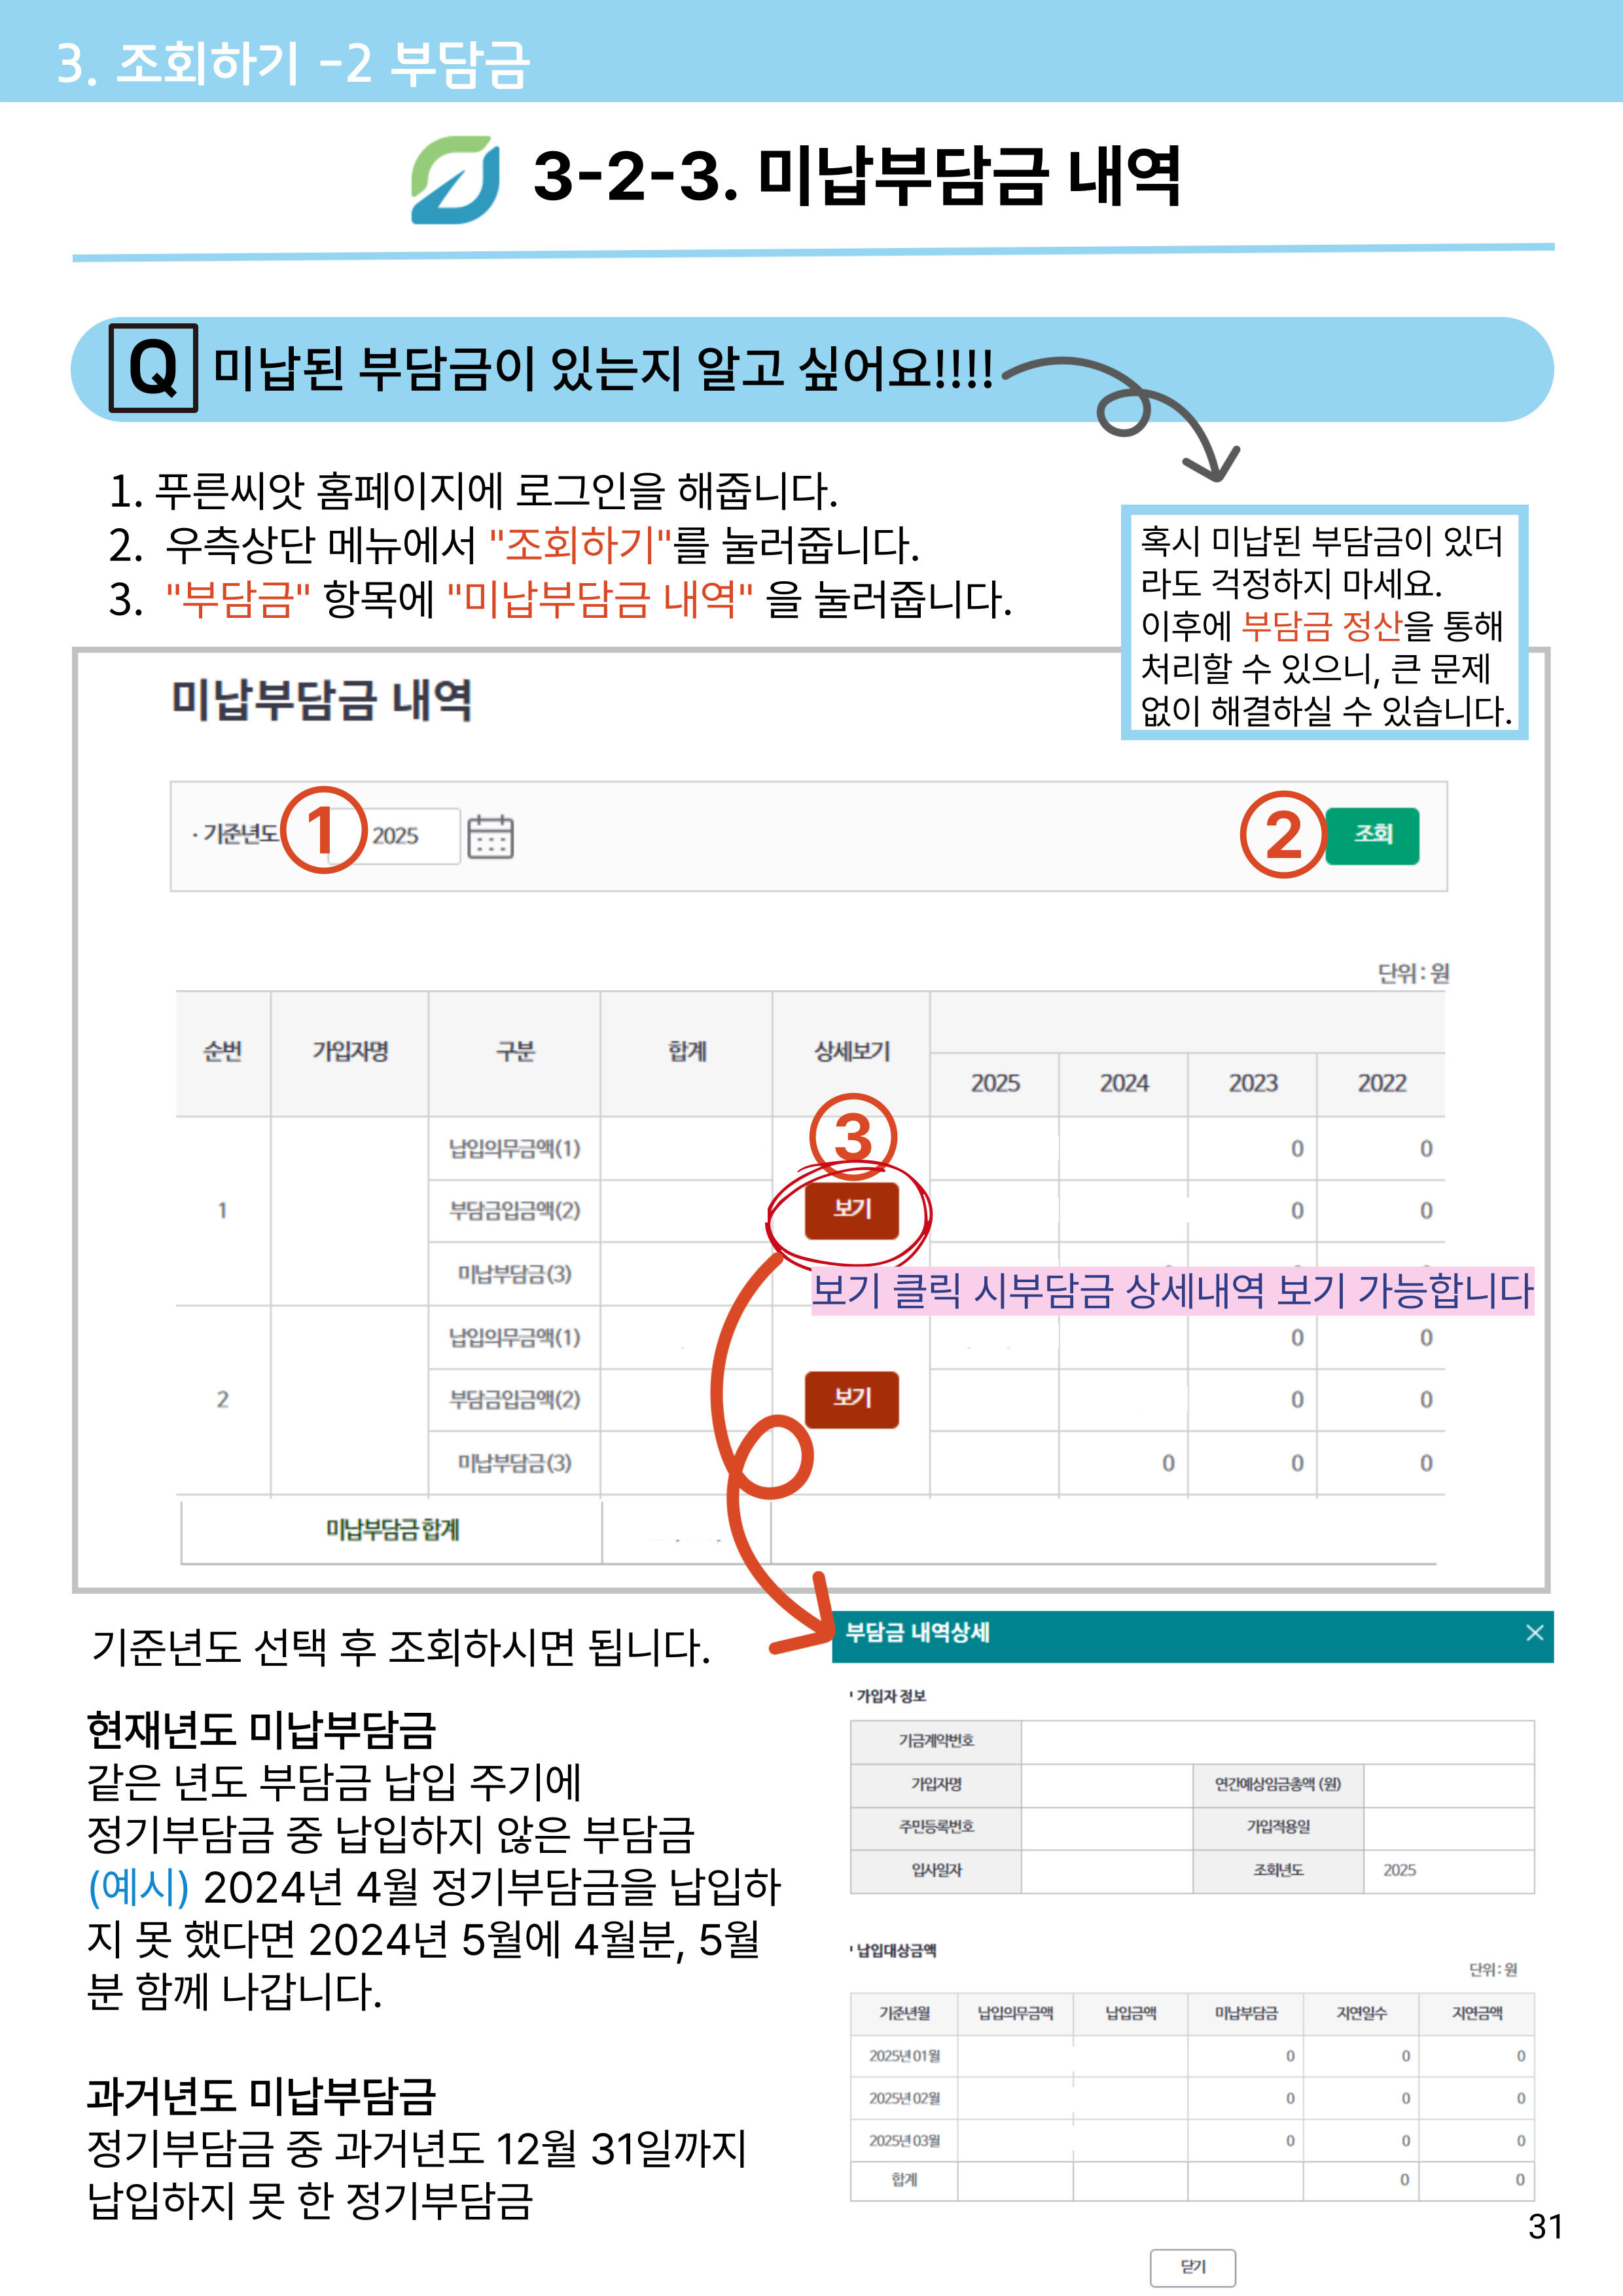 3. 조회하기 -2 부담금
3-2-3. 미납부담금 내역
Q 미납된 부담금이 있는지 알고 싶어요!!!!
1. 푸른씨앗 홈페이지에 로그인을 해줍니다.
2. 우측상단 메뉴에서 "조회하기"를 눌러줍니다.
3. "부담금" 항목에 "미납부담금 내역" 을 눌러줍니다.
혹시 미납된 부담금이 있더
라도 걱정하지 마세요.
이후에 부담금 정산을 통해
처리할 수 있으니, 큰 문제
없이 해결하실 수 있습니다.
미납부담금 내역
· 기준년도 1 2025 2 조회
단위 : 원
순번 가입자명 구분 합계 상세보기
2025 2024 2023 2022
3
납입의무금액(1) 0 0
1 부담금입금액(2) 보기 0 0
미납부담금(3)
보기 클릭 시부담금 상세내역 보기 가능합니다
납입의무금액(1) 0 0
2 부담금입금액(2) 보기 0 0
미납부담금(3) 0 0 0
미납부담금 합계
기준년도 선택 후 조회하시면 됩니다.
현재년도 미납부담금
같은 년도 부담금 납입 주기에
정기부담금 중 납입하지 않은 부담금
(예시) 2024년 4월 정기부담금을 납입하
지 못 했다면 2024년 5월에 4월분, 5월
분 함께 나갑니다.
과거년도 미납부담금
정기부담금 중 과거년도 12월 31일까지
납입하지 못 한 정기부담금
부담금 내역상세
가입자 정보
기금계약번호
가입자명 연간예상임금총액 (원)
주민등록번호 가입적용일
입사일자 조회년도 2025
납입대상금액
단위 : 원
기준년월 납입의무금액 납입금액 미납부담금 지연일수 지연금액
2025년 01월 0 0 0
2025년 02월 0 0 0
2025년 03월 0 0 0
합계 0 0
31
닫기